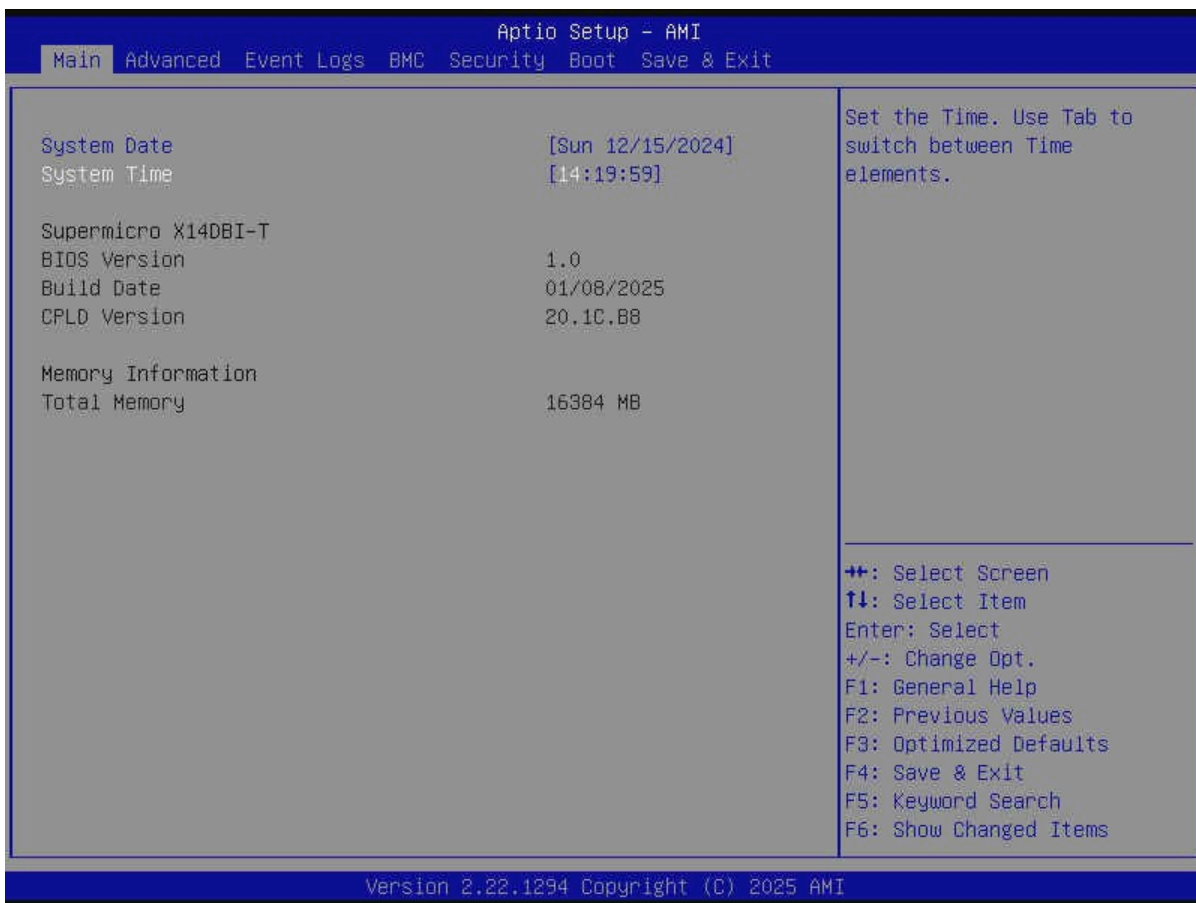 Aptio Setup - AMI
Main Advanced Event Logs BMC Security Boot Save & Exit
System Date [Sun 12/15/2024]
System Time [14:19:59]
Supermicro X14DBI-T
BIOS Version 1.0
Build Date 01/08/2025
CPLD Version 20.1C.B8
Memory Information
Total Memory 16384 MB
Set the Time. Use Tab to
switch between Time
elements.
→←: Select Screen
↑↓: Select Item
Enter: Select
+/-: Change Opt.
F1: General Help
F2: Previous Values
F3: Optimized Defaults
F4: Save & Exit
F5: Keyword Search
F6: Show Changed Items
Version 2.22.1294 Copyright (C) 2025 AMI